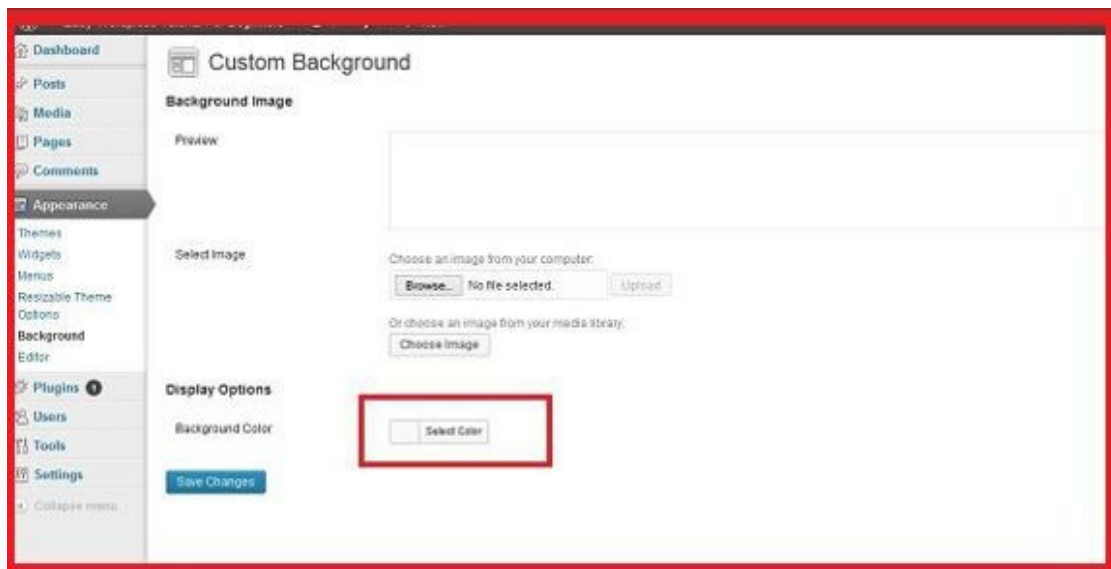 Dashboard
Posts
Media
Pages
Comments
Appearance
Themes
Widgets
Menus
Resizable Theme
Options
Background
Editor
Plugins 1
Users
Tools
Settings
Collapse menu
Custom Background
Background Image
Preview
Select Image
Choose an image from your computer:
Browse... No file selected. Upload
Or choose an image from your media library:
Choose Image
Display Options
Background Color
Select Color
Save Changes